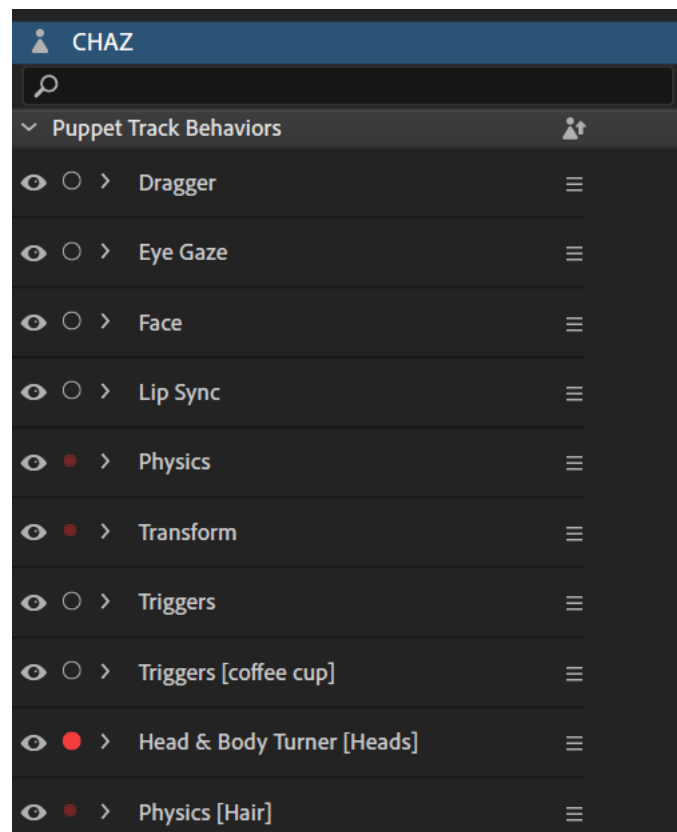 CHAZ
Puppet Track Behaviors
Dragger
Eye Gaze
Face
Lip Sync
Physics
Transform
Triggers
Triggers [coffee cup]
Head & Body Turner [Heads]
Physics [Hair]